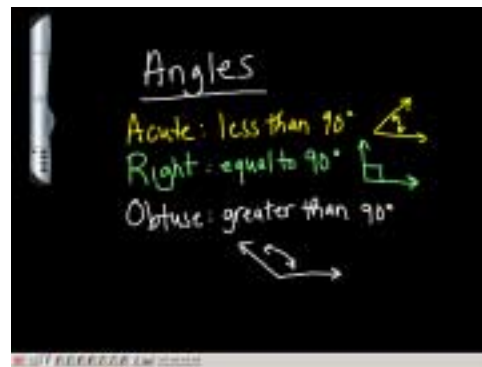 Angles
Acute: less than 90°
Right: equal to 90°
Obtuse: greater than 90°